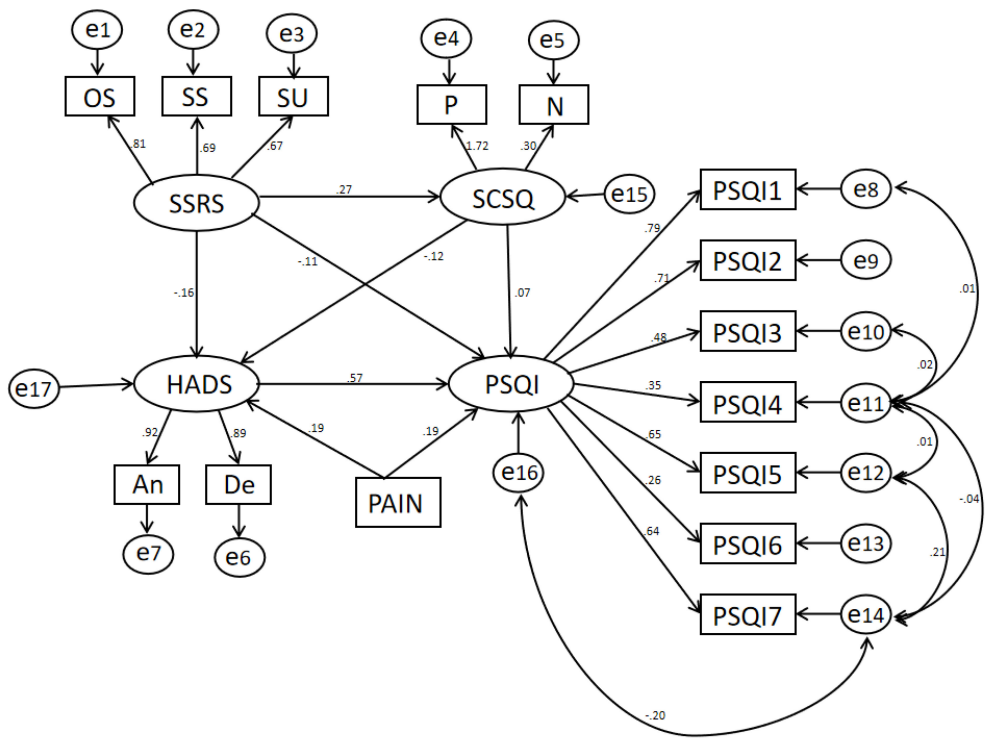 e1 e2 e3 e4 e5
OS SS SU P N
.81 .69 .67 1.72 .30
SSRS .27 SCSQ e15 PSQI1 e8
.79
-.11 -.12 .71 PSQI2 e9
-.16 .07 .01
.48 PSQI3 e10
.02
e17 HADS .57 PSQI .35 PSQI4 e11
.92 .89 .19 .19 .65 .01
An De PAIN e16 .26 PSQI5 e12
-.04
e7 e6 .64 PSQI6 e13
.21
PSQI7 e14
-.20